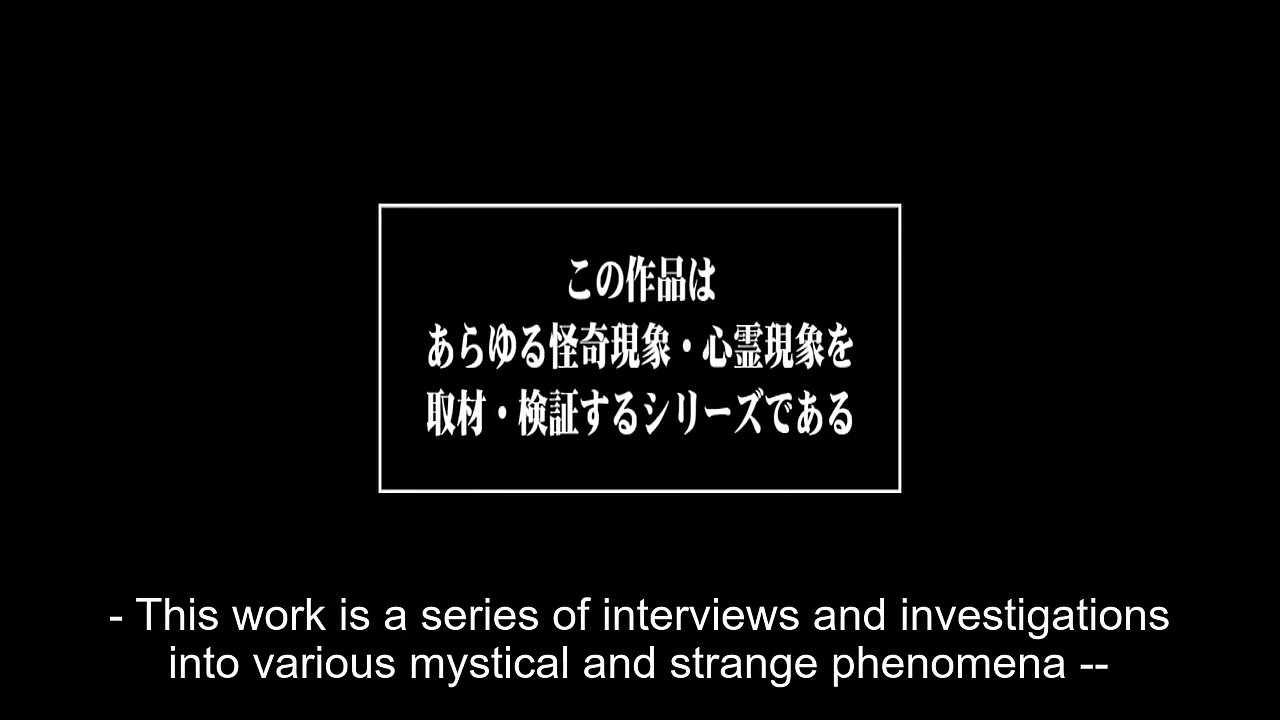 この作品は
あらゆる怪奇現象・心霊現象を
取材・検証するシリーズである
- This work is a series of interviews and investigations
into various mystical and strange phenomena --